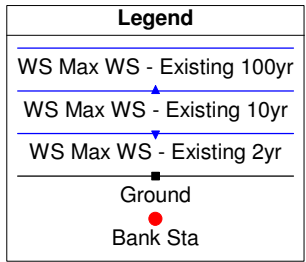 Legend
WS Max WS - Existing 100yr
WS Max WS - Existing 10yr
WS Max WS - Existing 2yr
Ground
Bank Sta